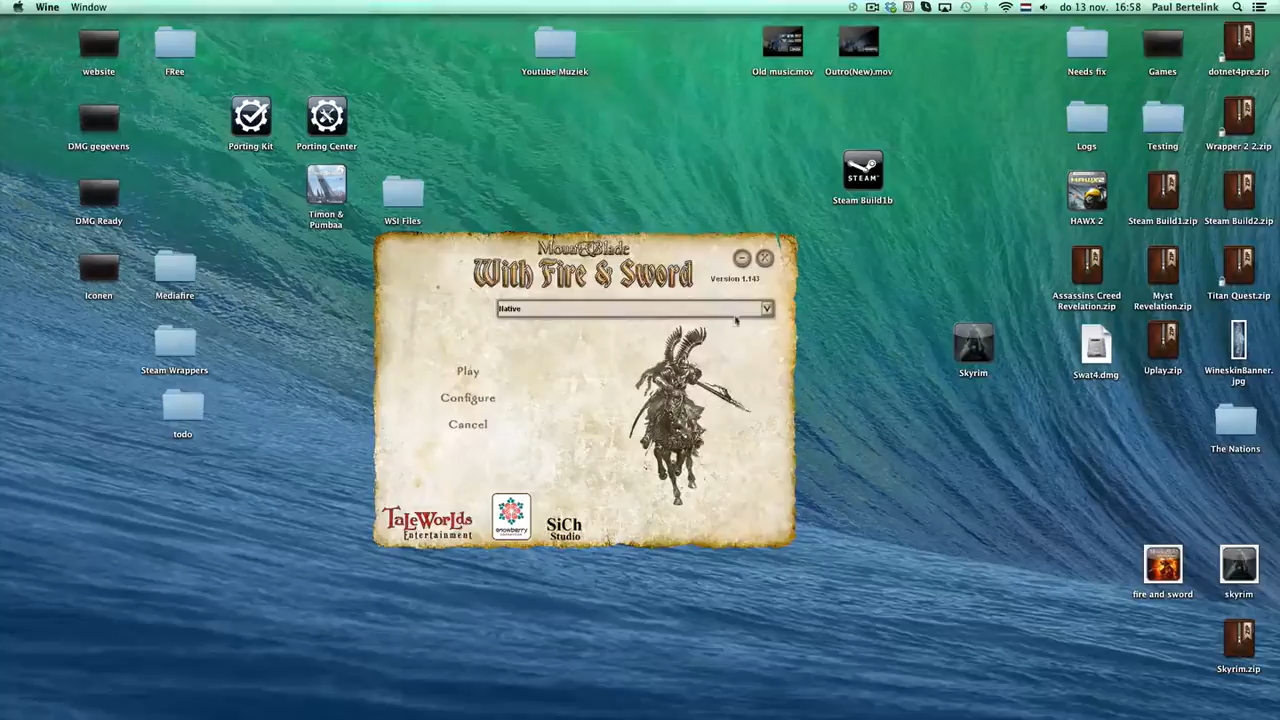 Wine Window
do 13 nov. 16:58 Paul Bertelink
website
FRee
Youtube Muziek
Old music.mov
Outro(New).mov
Needs fix
Games
dotnet4pre.zip
DMG gegevens
Porting Kit
Porting Center
STEAM™
Steam Build1b
Logs
Testing
Wrapper 2 2.zip
DMG Ready
Timon &
Pumbaa
WSI Files
HAWX 2
Steam Build1.zip
Steam Build2.zip
Mount&Blade
With Fire & Sword
Version 1.143
Native
Iconen
Mediafire
Assassins Creed
Revelation.zip
Myst
Revelation.zip
Titan Quest.zip
Steam Wrappers
Skyrim
Swat4.dmg
Uplay.zip
WineskinBanner.
jpg
Play
Configure
Cancel
todo
The Nations
TaleWorlds
Entertainment
snowberry
SiCh
Studio
fire and sword
skyrim
Skyrim.zip